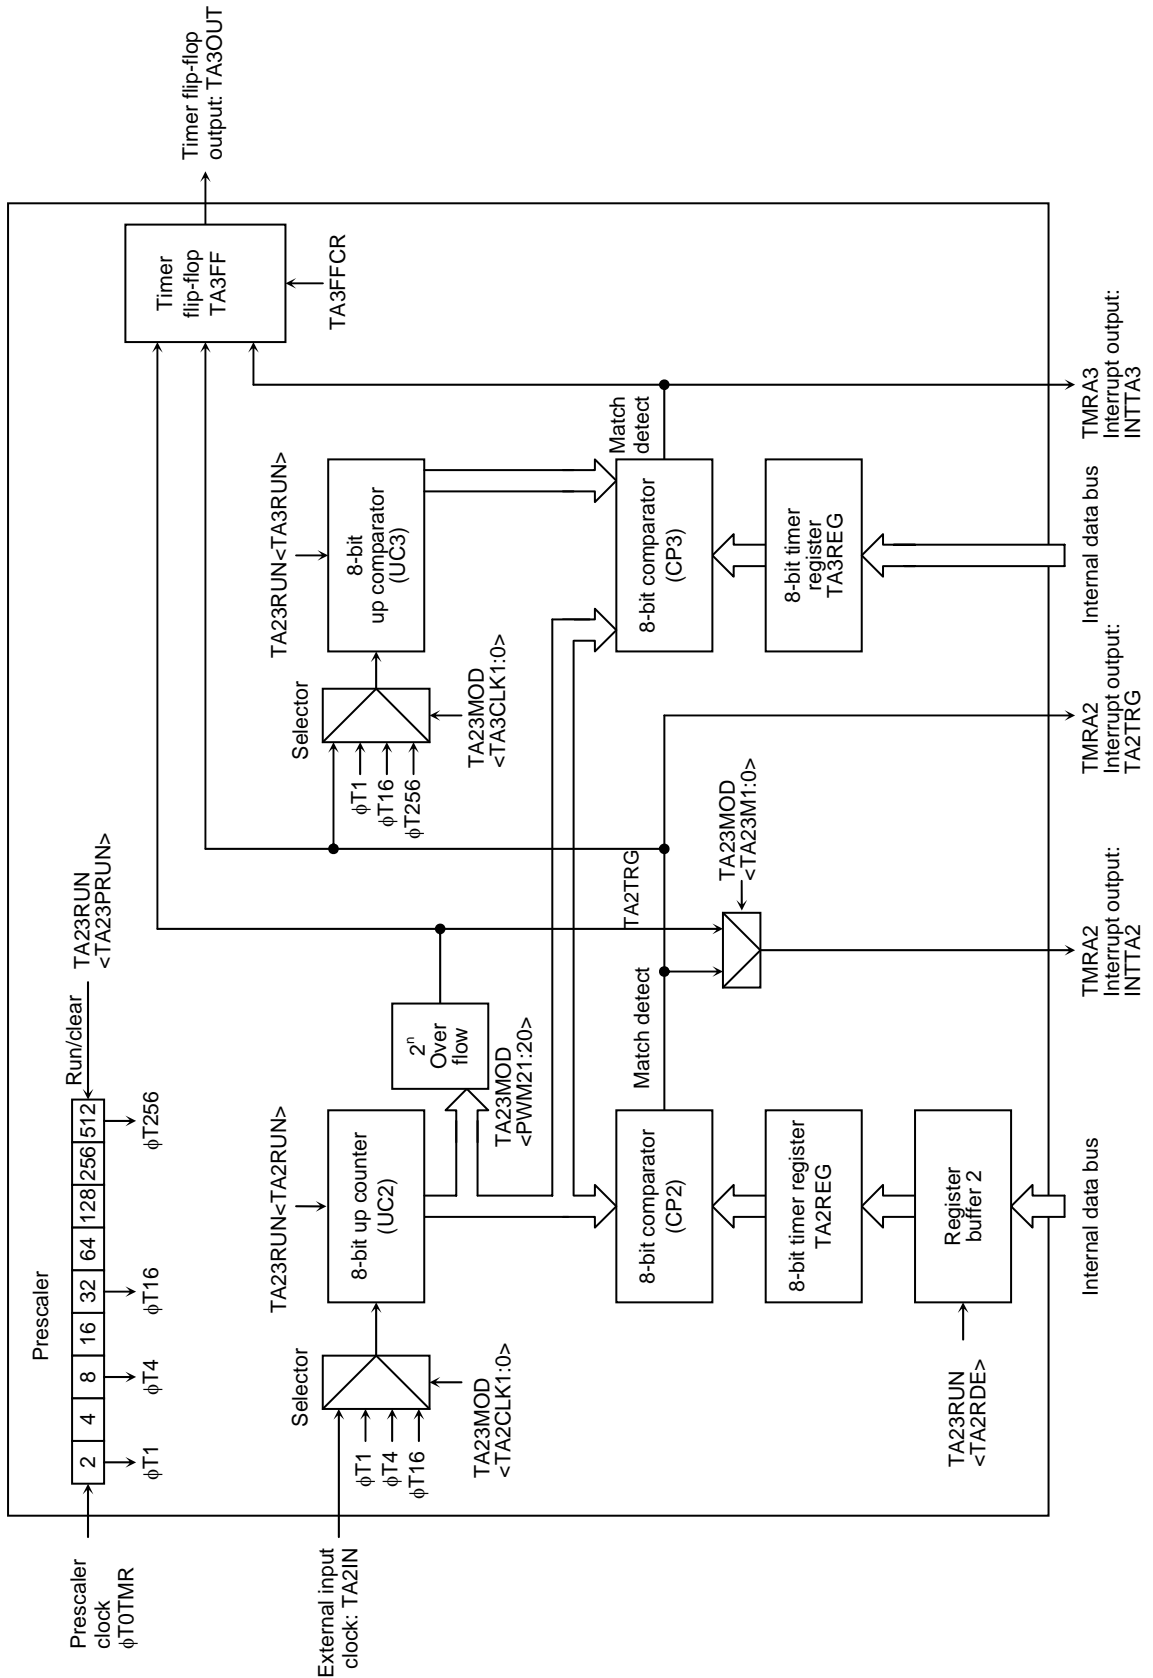 Prescaler
Prescaler
clock
ϕT0TMR
2
4
8
16
32
64
128
256
512
Run/clear
TA23RUN
<TA23PRUN>
ϕT1
ϕT4
ϕT16
ϕT256
External input
clock: TA2IN
Selector
ϕT1
ϕT4
ϕT16
TA23MOD
<TA2CLK1:0>
TA23RUN<TA2RUN>
8-bit up counter
(UC2)
2ⁿ
Over
flow
TA23MOD
<PWM21:20>
Selector
ϕT1
ϕT16
ϕT256
TA23MOD
<TA3CLK1:0>
TA23RUN<TA3RUN>
8-bit
up comparator
(UC3)
Timer
flip-flop
TA3FF
TA3FFCR
Timer flip-flop
output: TA3OUT
8-bit comparator
(CP2)
Match detect
TA2TRG
8-bit comparator
(CP3)
Match
detect
8-bit timer register
TA2REG
TA23MOD
<TA23M1:0>
8-bit timer
register
TA3REG
TA23RUN
<TA2RDE>
Register
buffer 2
Internal data bus
TMRA2
Interrupt output:
INTTA2
TMRA2
Interrupt output:
TA2TRG
Internal data bus
TMRA3
Interrupt output:
INTTA3